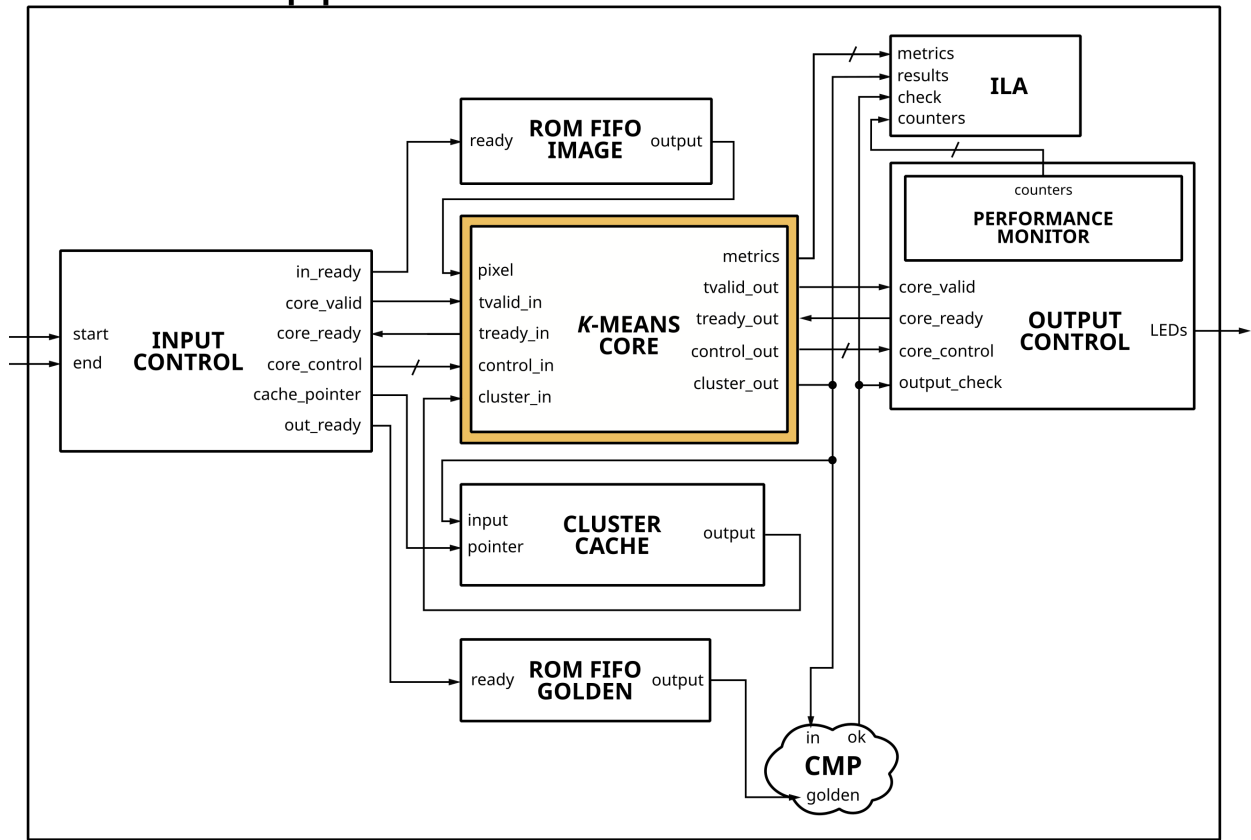 metrics
results
check
counters
ILA
ready
ROM FIFO
IMAGE
output
counters
PERFORMANCE
MONITOR
core_valid
core_ready
core_control
output_check
OUTPUT
CONTROL
LEDs
start
end
INPUT
CONTROL
in_ready
core_valid
core_ready
core_control
cache_pointer
out_ready
pixel
tvalid_in
tready_in
control_in
cluster_in
K-MEANS
CORE
metrics
tvalid_out
tready_out
control_out
cluster_out
input
pointer
CLUSTER
CACHE
output
ready
ROM FIFO
GOLDEN
output
in ok
CMP
golden